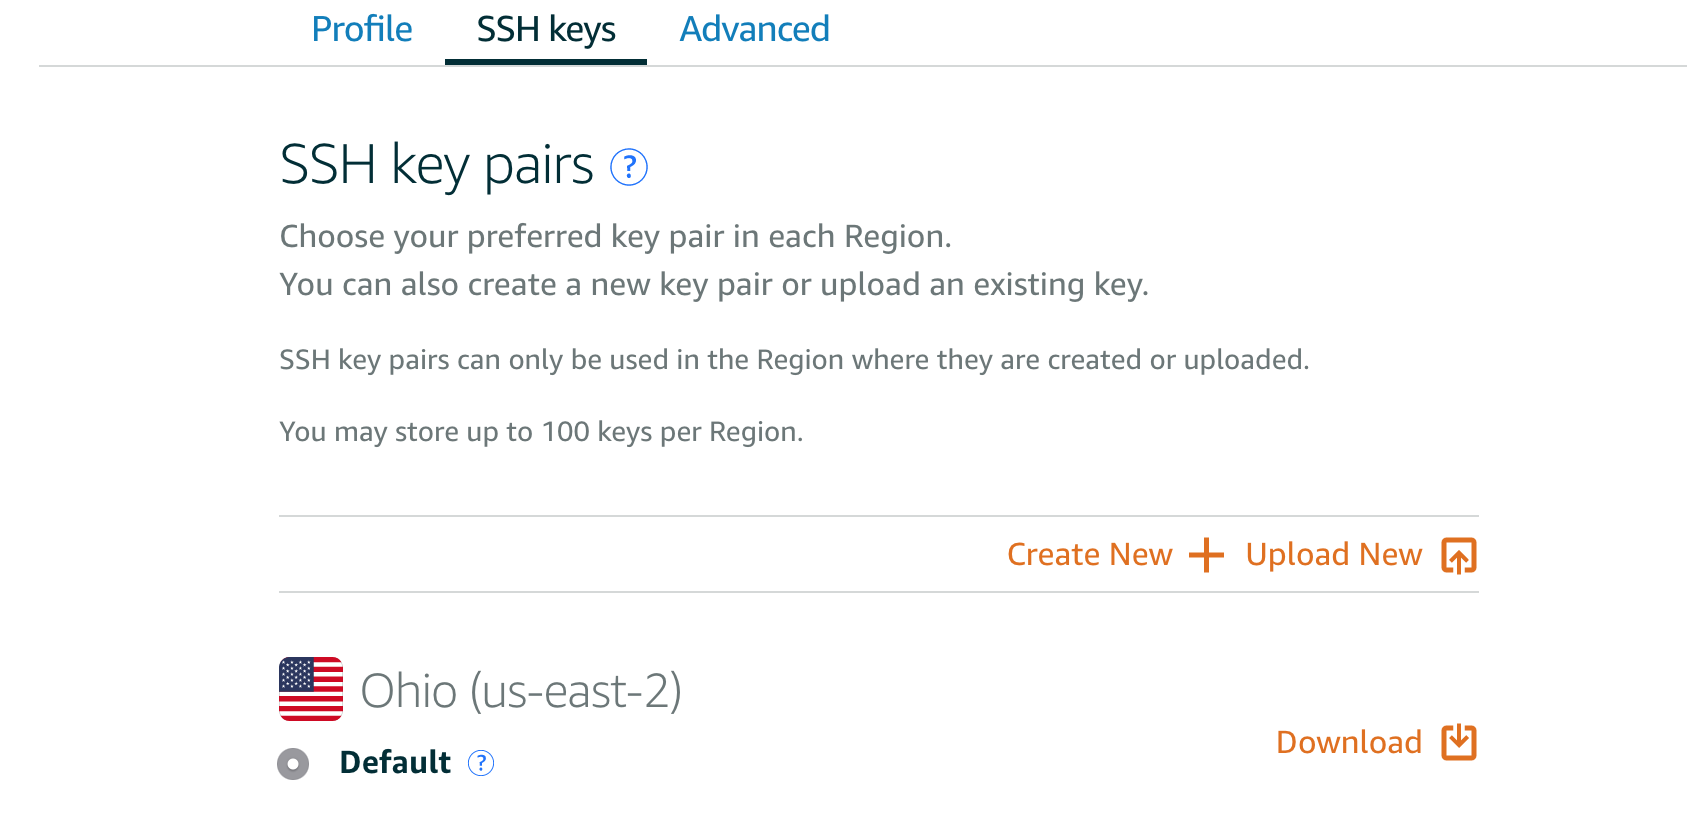 Profile SSH keys Advanced
SSH key pairs ?
Choose your preferred key pair in each Region.
You can also create a new key pair or upload an existing key.
SSH key pairs can only be used in the Region where they are created or uploaded.
You may store up to 100 keys per Region.
Create New Upload New
Ohio (us-east-2)
Download
Default ?